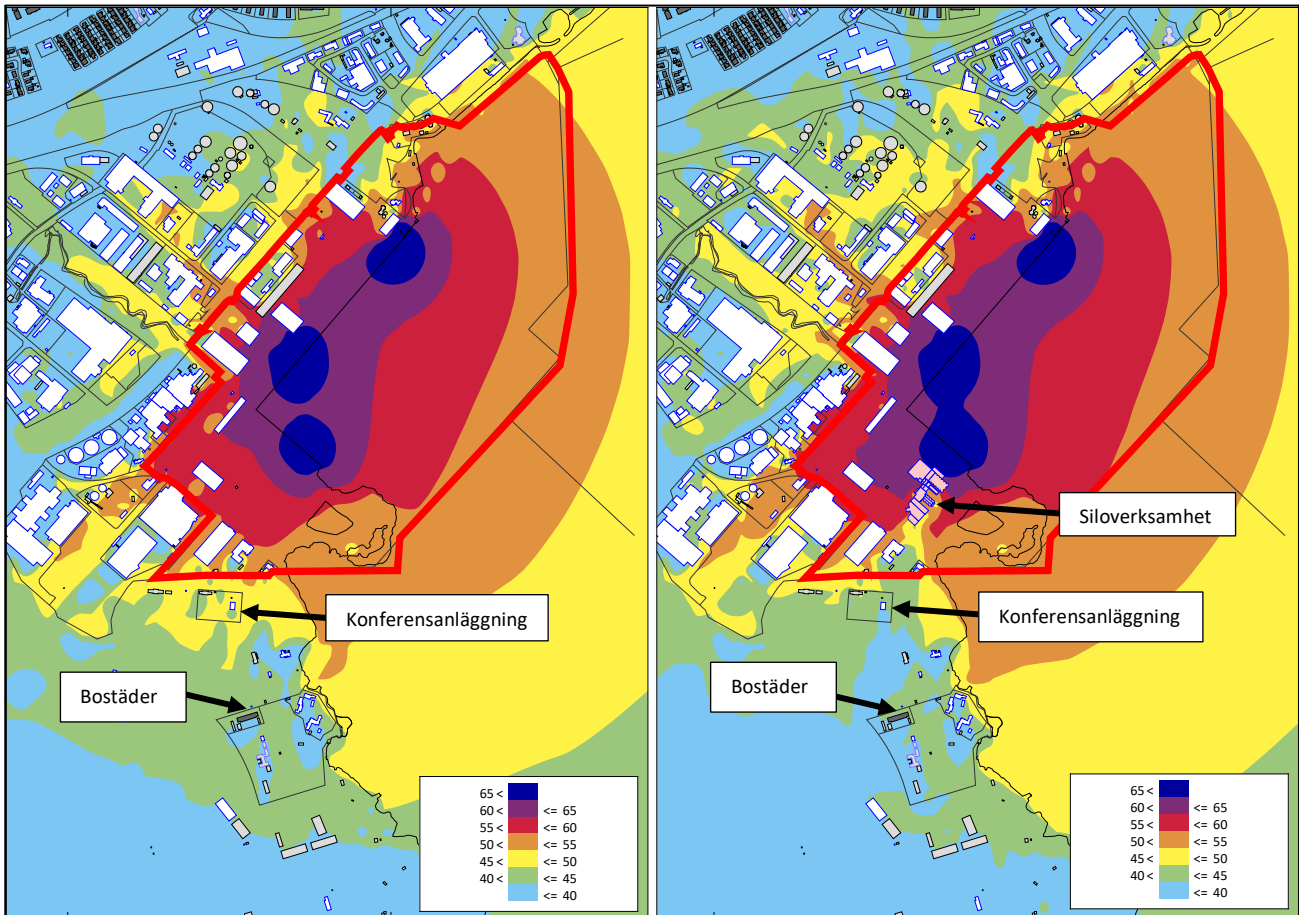 Konferensanläggning
Bostäder
65 <
60 < <= 65
55 < <= 60
50 < <= 55
45 < <= 50
40 < <= 45
<= 40
Siloverksamhet
Konferensanläggning
Bostäder
65 <
60 < <= 65
55 < <= 60
50 < <= 55
45 < <= 50
40 < <= 45
<= 40